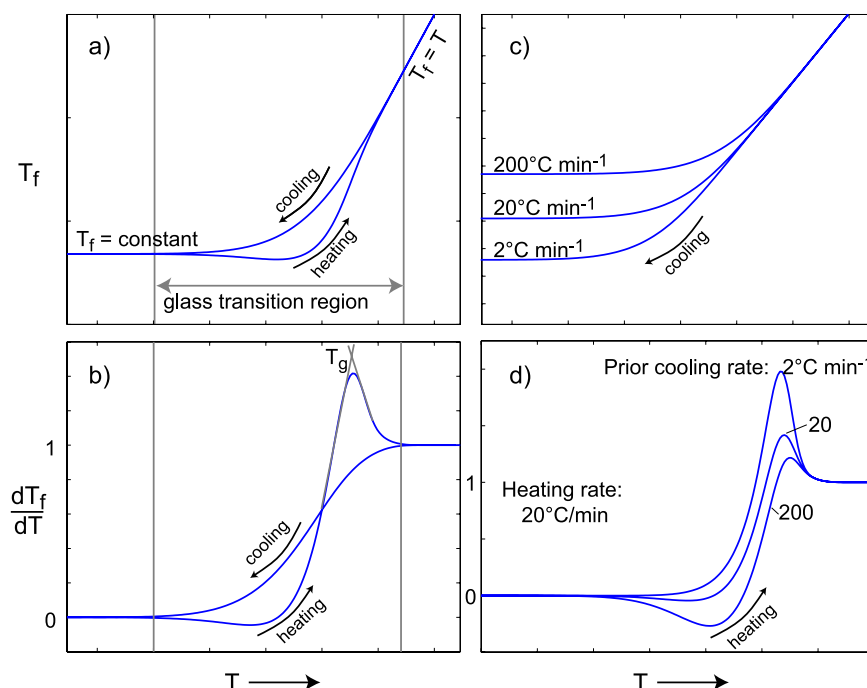 a)
T_f = T
T_f
cooling
T_f = constant
heating
glass transition region
c)
200°C min⁻¹
20°C min⁻¹
2°C min⁻¹
cooling
b)
T_g
1
dT_f
dT
cooling
0
heating
T
d)
Prior cooling rate: 2°C min⁻¹
20
1
Heating rate:
20°C/min
200
0
heating
T